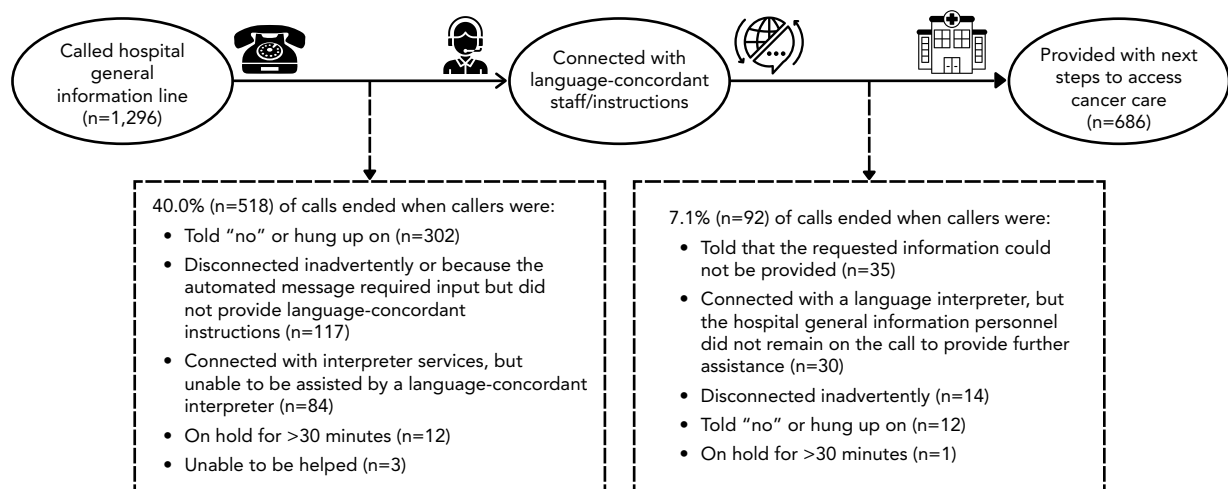 Called hospital
general
information line
(n=1,296)
Connected with
language-concordant
staff/instructions
Provided with next
steps to access
cancer care
(n=686)
40.0% (n=518) of calls ended when callers were:
• Told “no” or hung up on (n=302)
• Disconnected inadvertently or because the
automated message required input but did
not provide language-concordant
instructions (n=117)
• Connected with interpreter services, but
unable to be assisted by a language-concordant
interpreter (n=84)
• On hold for >30 minutes (n=12)
• Unable to be helped (n=3)
7.1% (n=92) of calls ended when callers were:
• Told that the requested information could
not be provided (n=35)
• Connected with a language interpreter, but
the hospital general information personnel
did not remain on the call to provide further
assistance (n=30)
• Disconnected inadvertently (n=14)
• Told “no” or hung up on (n=12)
• On hold for >30 minutes (n=1)